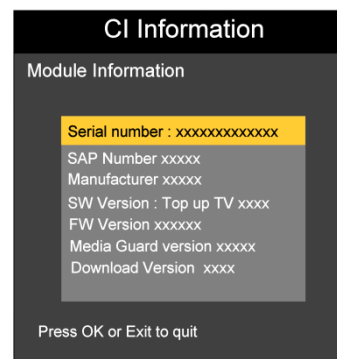 CI Information
Module Information
Serial number : xxxxxxxxxxxxx
SAP Number xxxxx
Manufacturer xxxxx
SW Version : Top up TV xxxx
FW Version xxxxxx
Media Guard version xxxxx
Download Version xxxx
Press OK or Exit to quit